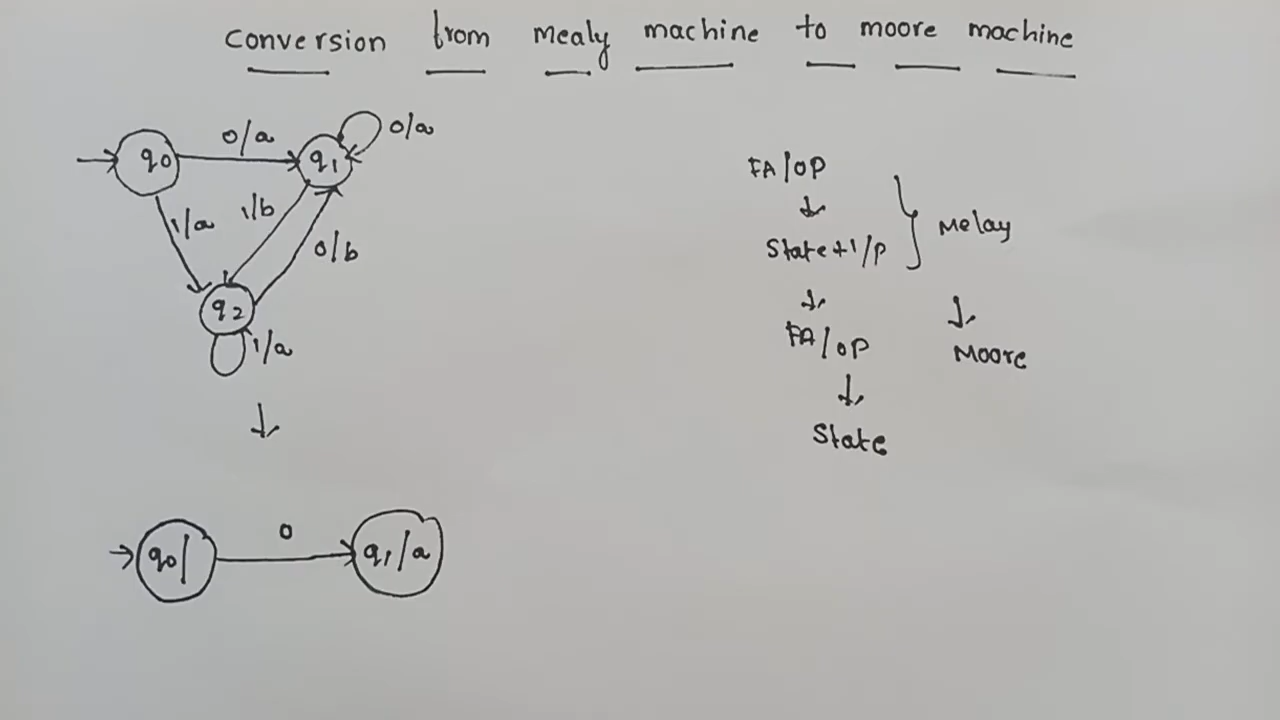 conversion from mealy machine to moore machine
q0
0/a
q1
0/a
1/a
1/b
0/b
q2
1/a
q0/
0
q1/a
FA/OP
State+1/P
Melay
FA/OP
Moore
State